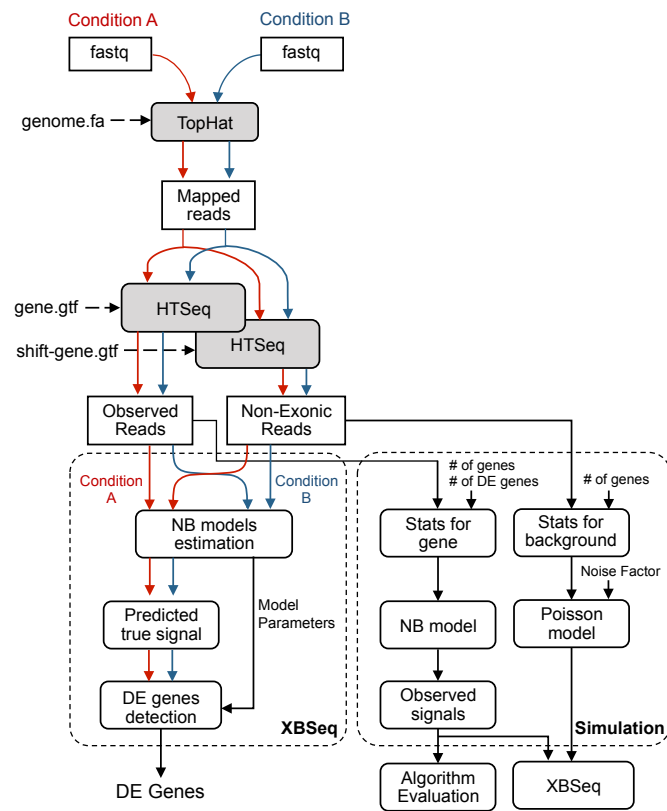 Condition A
Condition B
fastq
fastq
genome.fa
TopHat
Mapped
reads
gene.gtf
HTSeq
shift-gene.gtf
HTSeq
Observed
Reads
Non-Exonic
Reads
Condition
A
Condition
B
# of genes
# of DE genes
# of genes
NB models
estimation
Stats for
gene
Stats for
background
Noise Factor
Predicted
true signal
Model
Parameters
NB model
Poisson
model
DE genes
detection
Observed
signals
XBSeq
Simulation
DE Genes
Algorithm
Evaluation
XBSeq